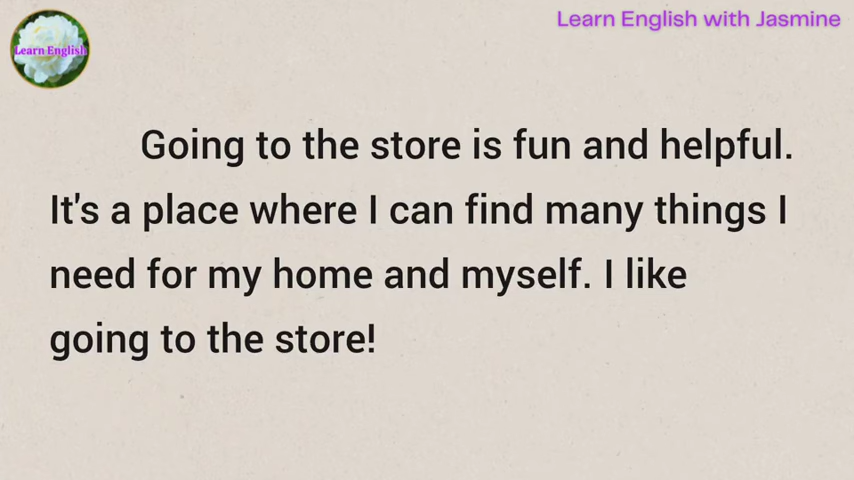 Learn English with Jasmine
Learn English
Going to the store is fun and helpful.
It's a place where I can find many things I
need for my home and myself. I like
going to the store!